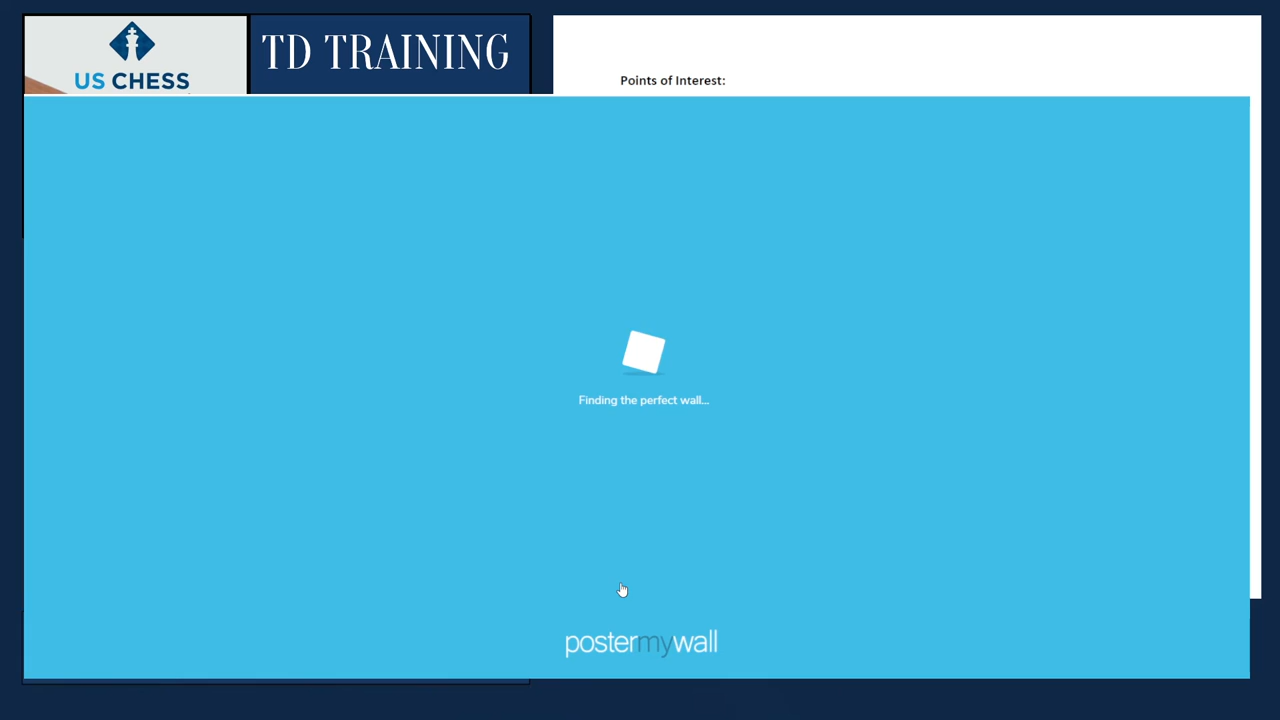 US CHESS
TD TRAINING
Points of Interest:
Finding the perfect wall...
postermywall